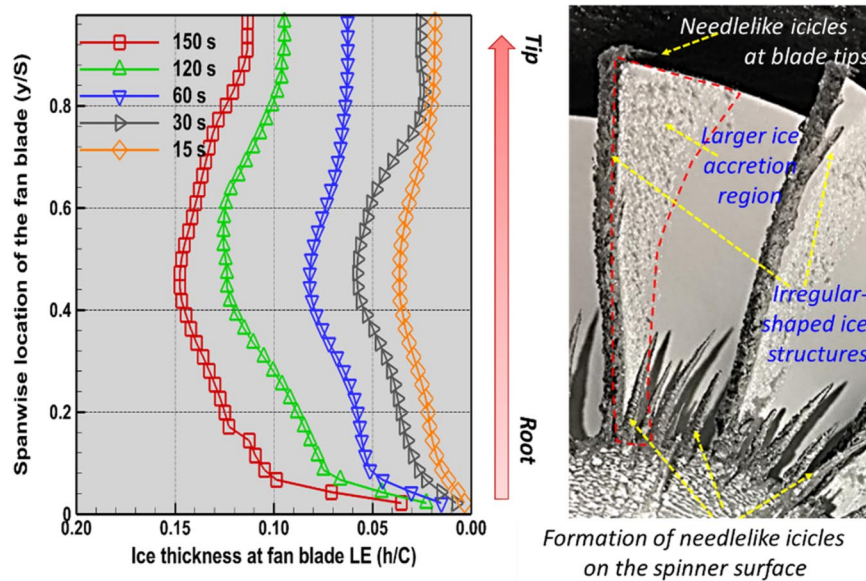 150 s
120 s
60 s
30 s
15 s
0.8
0.6
0.4
0.2
0
0.20
0.15
0.10
0.05
0.00
Spanwise location of the fan blade (y/S)
Ice thickness at fan blade LE (h/C)
Tip
Root
Needlelike icicles
at blade tips
Larger ice
accretion
region
Irregular-
shaped ice
structures
Formation of needlelike icicles
on the spinner surface